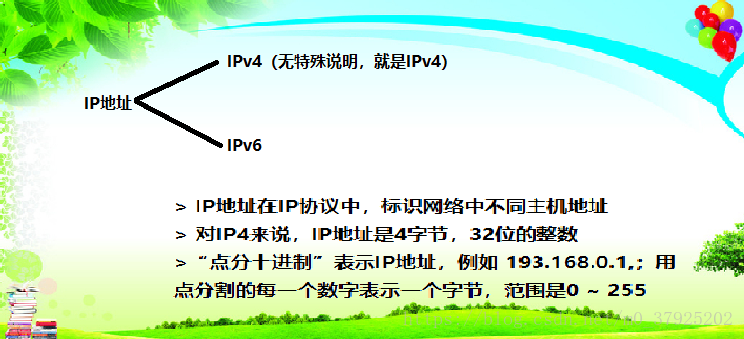 IPv4（无特殊说明，就是IPv4）
IP地址
IPv6
> IP地址在IP协议中，标识网络中不同主机地址
> 对IP4来说，IP地址是4字节，32位的整数
> “点分十进制”表示IP地址，例如 193.168.0.1,；用
点分割的每一个数字表示一个字节，范围是0 ~ 255
37925202